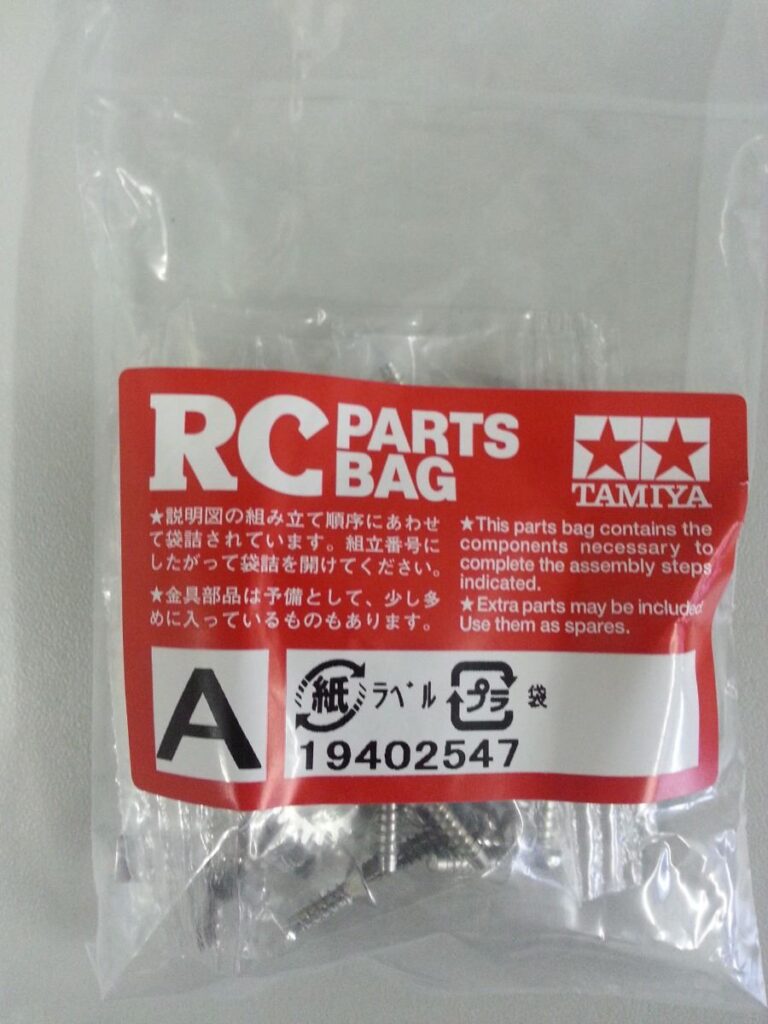 RC PARTS
BAG
TAMIYA
★説明図の組み立て順序にあわせ
て袋詰されています。組立番号に
したがって袋詰を開けてください。
★金具部品は予備として、少し多
めに入っているものもあります。
★This parts bag contains the
components necessary to
complete the assembly steps
indicated.
★Extra parts may be include
Use them as spares.
A
紙 ラベル プラ 袋
19402547